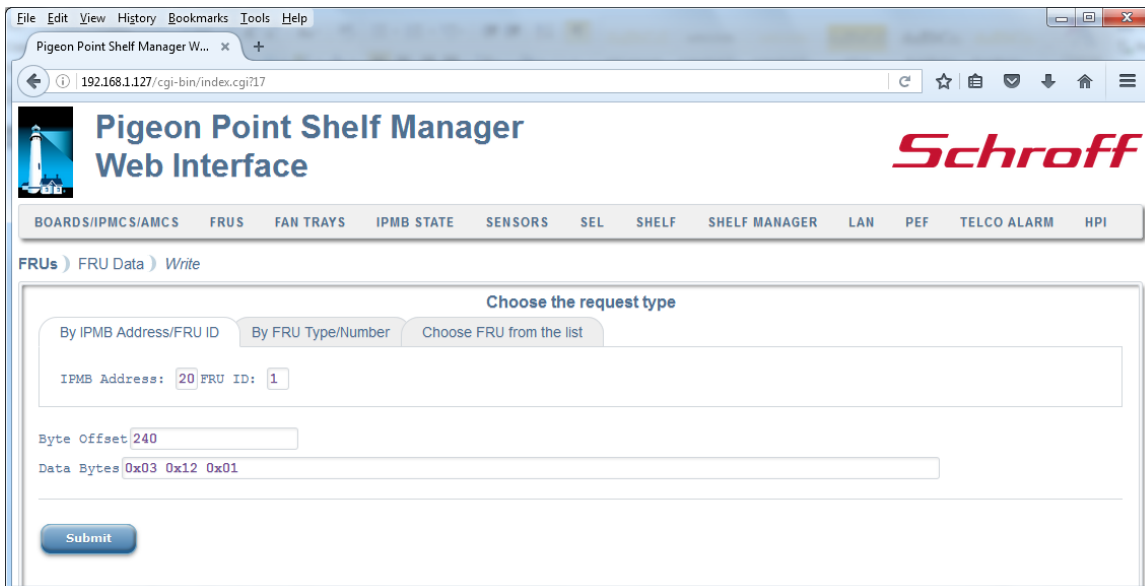 File Edit View History Bookmarks Tools Help
Pigeon Point Shelf Manager W... × +
192.168.1.127/cgi-bin/index.cgi?17
Pigeon Point Shelf Manager
Web Interface
Schroff
BOARDS/IPMCS/AMCS FRUS FAN TRAYS IPMB STATE SENSORS SEL SHELF SHELF MANAGER LAN PEF TELCO ALARM HPI
FRUs ) FRU Data ) Write
Choose the request type
By IPMB Address/FRU ID By FRU Type/Number Choose FRU from the list
IPMB Address: 20 FRU ID: 1
Byte Offset 240
Data Bytes 0x03 0x12 0x01
Submit